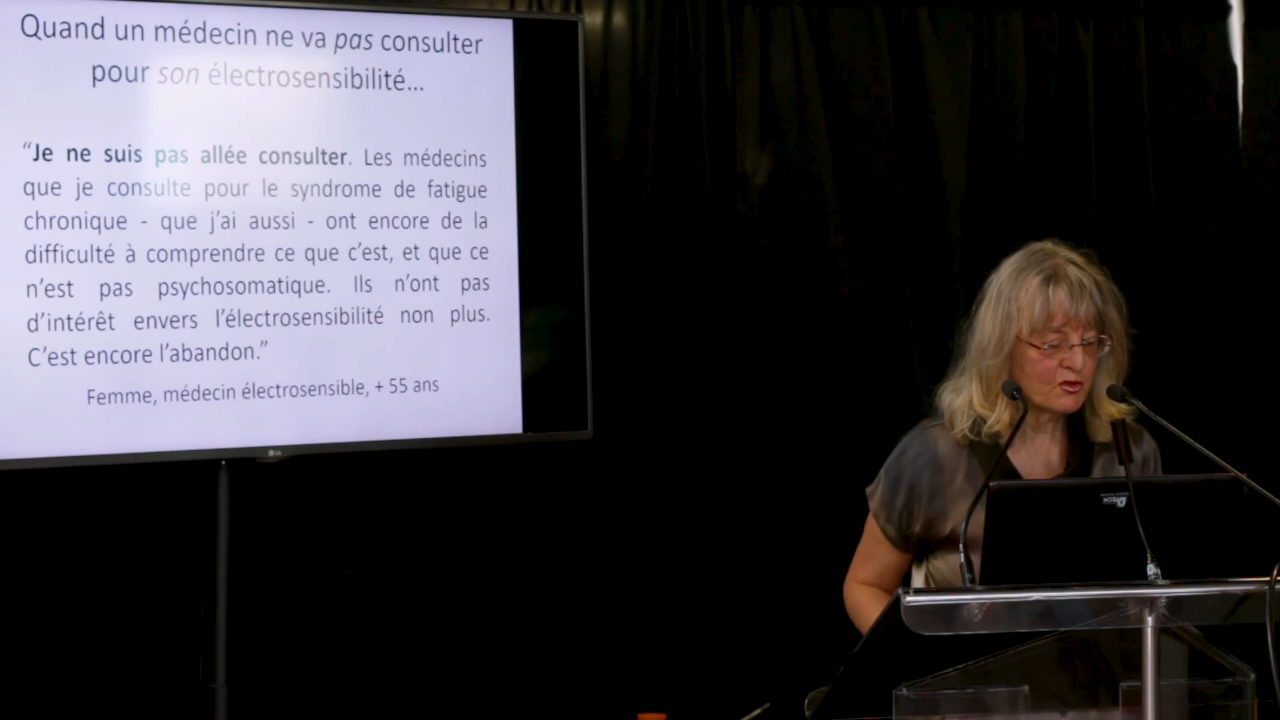 Quand un médecin ne va pas consulter
pour son électrosensibilité...
“Je ne suis pas allée consulter. Les médecins
que je consulte pour le syndrome de fatigue
chronique - que j’ai aussi - ont encore de la
difficulté à comprendre ce que c’est, et que ce
n’est pas psychosomatique. Ils n’ont pas
d’intérêt envers l’électrosensibilité non plus.
C’est encore l’abandon.”
Femme, médecin électrosensible, + 55 ans
LG